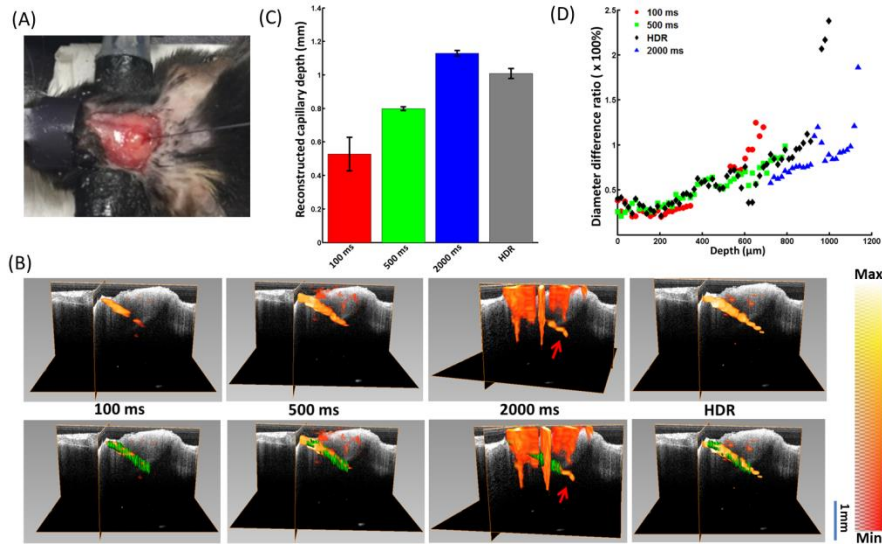 (A)
(C)
Reconstructed capillary depth (mm)
1.4
1.2
1
0.8
0.6
0.4
0.2
0
100 ms
500 ms
2000 ms
HDR
(D)
Diameter difference ratio ( x 100%)
2.5
2
1.5
1
0.5
0
200
400
600
800
1000
1200
Depth (μm)
100 ms
500 ms
HDR
2000 ms
(B)
100 ms
500 ms
2000 ms
HDR
Max
Min
1mm